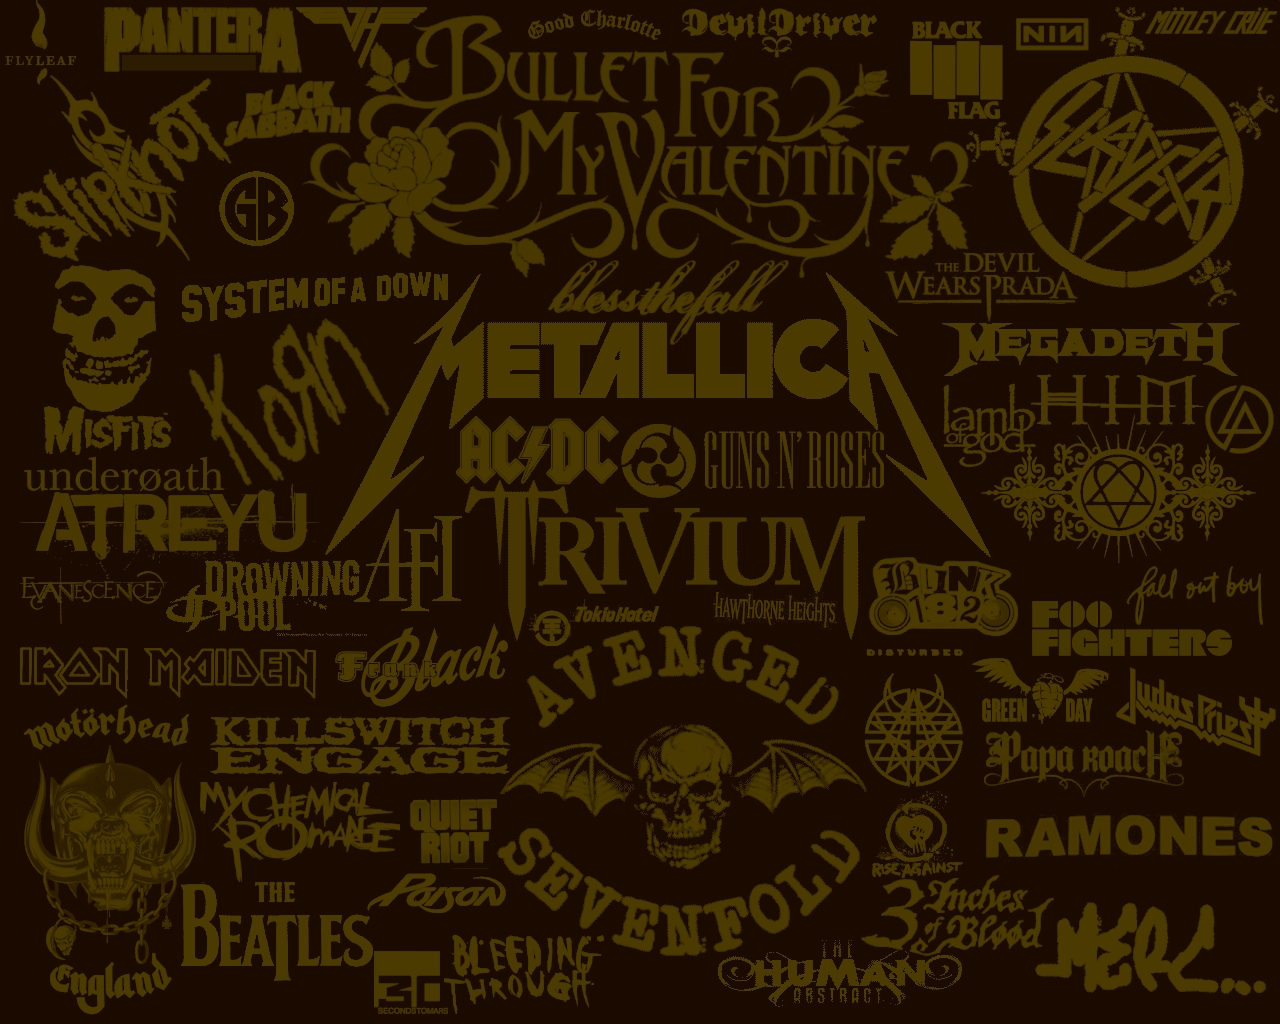 FLYLEAF
PANTERA
VH
Good Charlotte
DevilDriver
BLACK
FLAG
NIN
MÖTLEY CRÜE
BULLET FOR
MY VALENTINE
SLIPKNOT
BLACK
SABBATH
GB
SLAYER
THE DEVIL
WEARS PRADA
SYSTEM OF A DOWN
blessthefall
METALLICA
MEGADETH
KoЯn
MISFITS
lamb
of god
HIM
AC/DC
GUNS N' ROSES
underøath
ATREYU
AFI
TRIVIUM
EVANESCENCE
DROWNING
POOL
Tokio Hotel
HAWTHORNE HEIGHTS
BLINK
182
fall out boy
FOO
FIGHTERS
DISTURBED
IRON MAIDEN
Frank
Black
AVENGED
SEVENFOLD
GREEN DAY
Judas Priest
motörhead
England
KILLSWITCH
ENGAGE
Papa Roach
MY CHEMICAL
ROMANCE
QUIET
RIOT
RISE AGAINST
RAMONES
THE
BEATLES
POISON
3 Inches
of Blood
30
SECONDSTOMARS
BLEEDING
THROUGH
THE
HUMAN
ABSTRACT